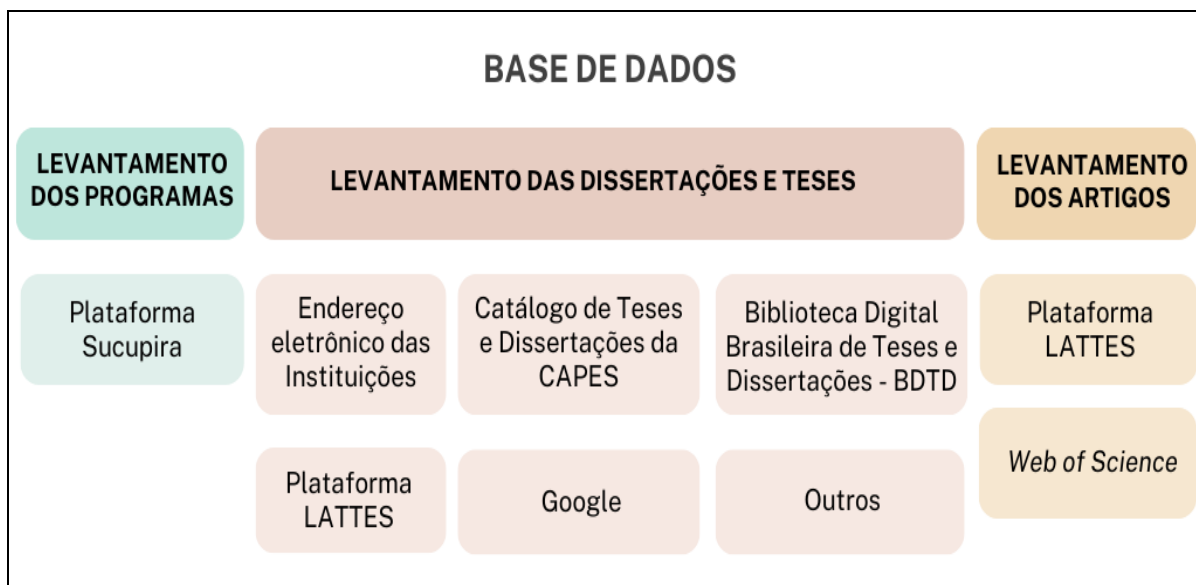 BASE DE DADOS
LEVANTAMENTO
DOS PROGRAMAS
LEVANTAMENTO DAS DISSERTAÇÕES E TESES
LEVANTAMENTO
DOS ARTIGOS
Plataforma
Sucupira
Endereço
eletrônico das
Instituições
Catálogo de Teses
e Dissertações da
CAPES
Biblioteca Digital
Brasileira de Teses e
Dissertações - BDTD
Plataforma
LATTES
Plataforma
LATTES
Google
Outros
Web of Science